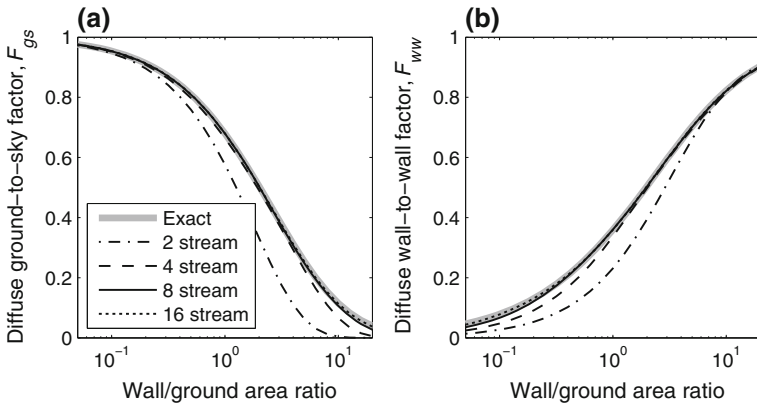 (a)
Diffuse ground−to−sky factor, F_gs
1
0.8
0.6
0.4
0.2
0
Exact
2 stream
4 stream
8 stream
16 stream
10^−1
10^0
10^1
Wall/ground area ratio
(b)
Diffuse wall−to−wall factor, F_ww
1
0.8
0.6
0.4
0.2
0
10^−1
10^0
10^1
Wall/ground area ratio